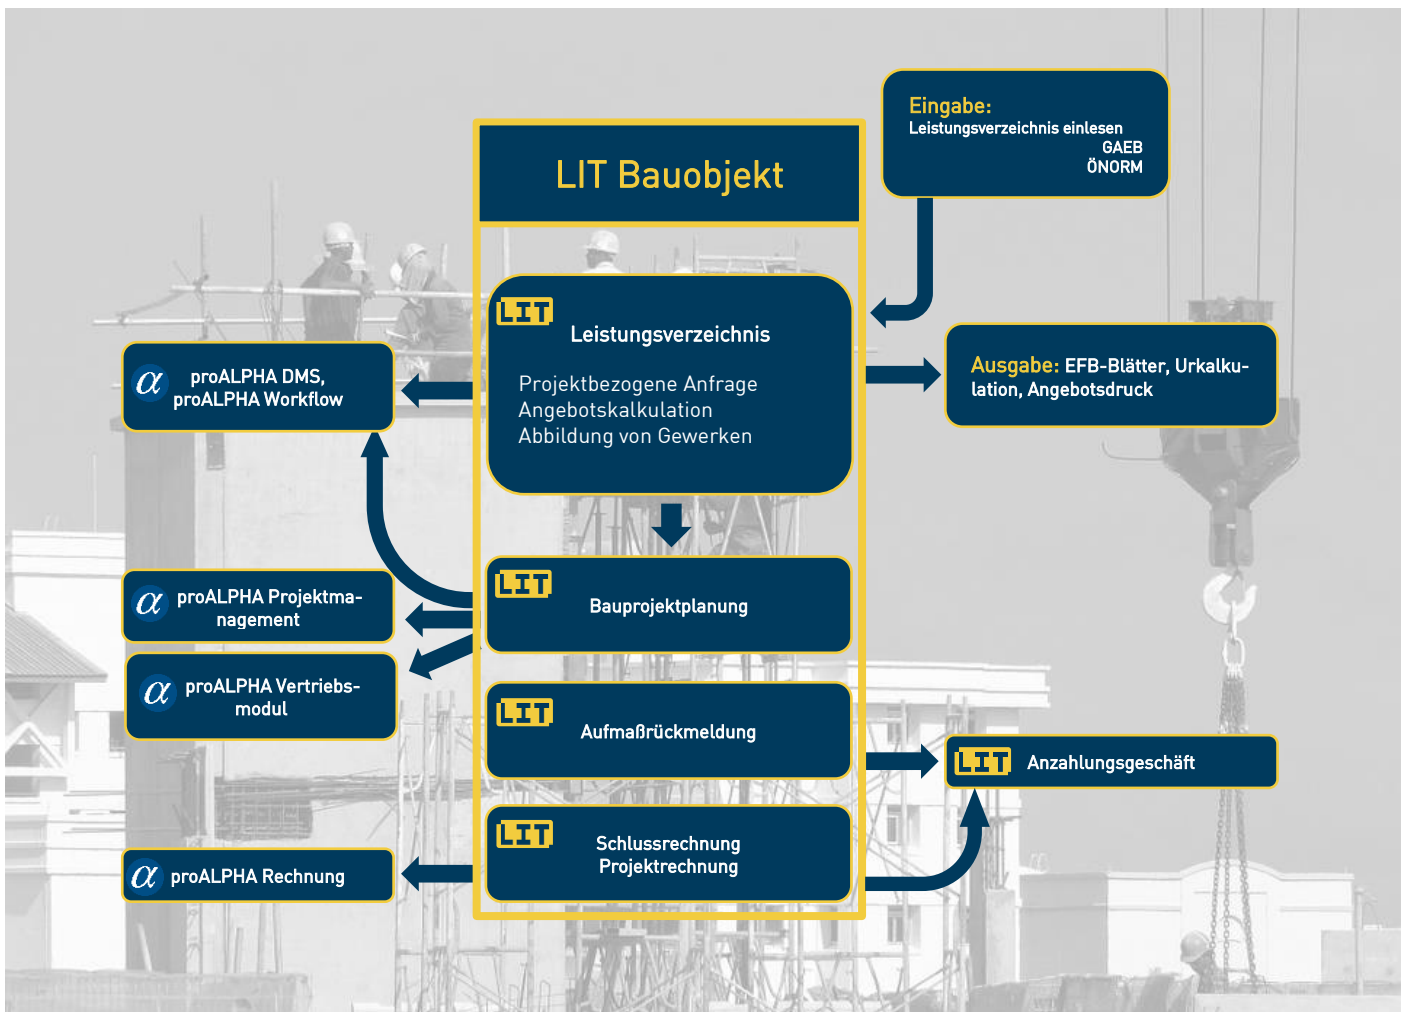 Eingabe:
Leistungsverzeichnis einlesen
GAEB
ÖNORM
LIT Bauobjekt
LIT
Leistungsverzeichnis
Projektbezogene Anfrage
Angebotskalkulation
Abbildung von Gewerken
Ausgabe: EFB-Blätter, Urkalku-
lation, Angebotsdruck
α proALPHA DMS,
proALPHA Workflow
LIT
Bauprojektplanung
α proALPHA Projektma-
nagement
α proALPHA Vertriebs-
modul
LIT
Aufmaßrückmeldung
LIT Anzahlungsgeschäft
LIT
Schlussrechnung
Projektrechnung
α proALPHA Rechnung